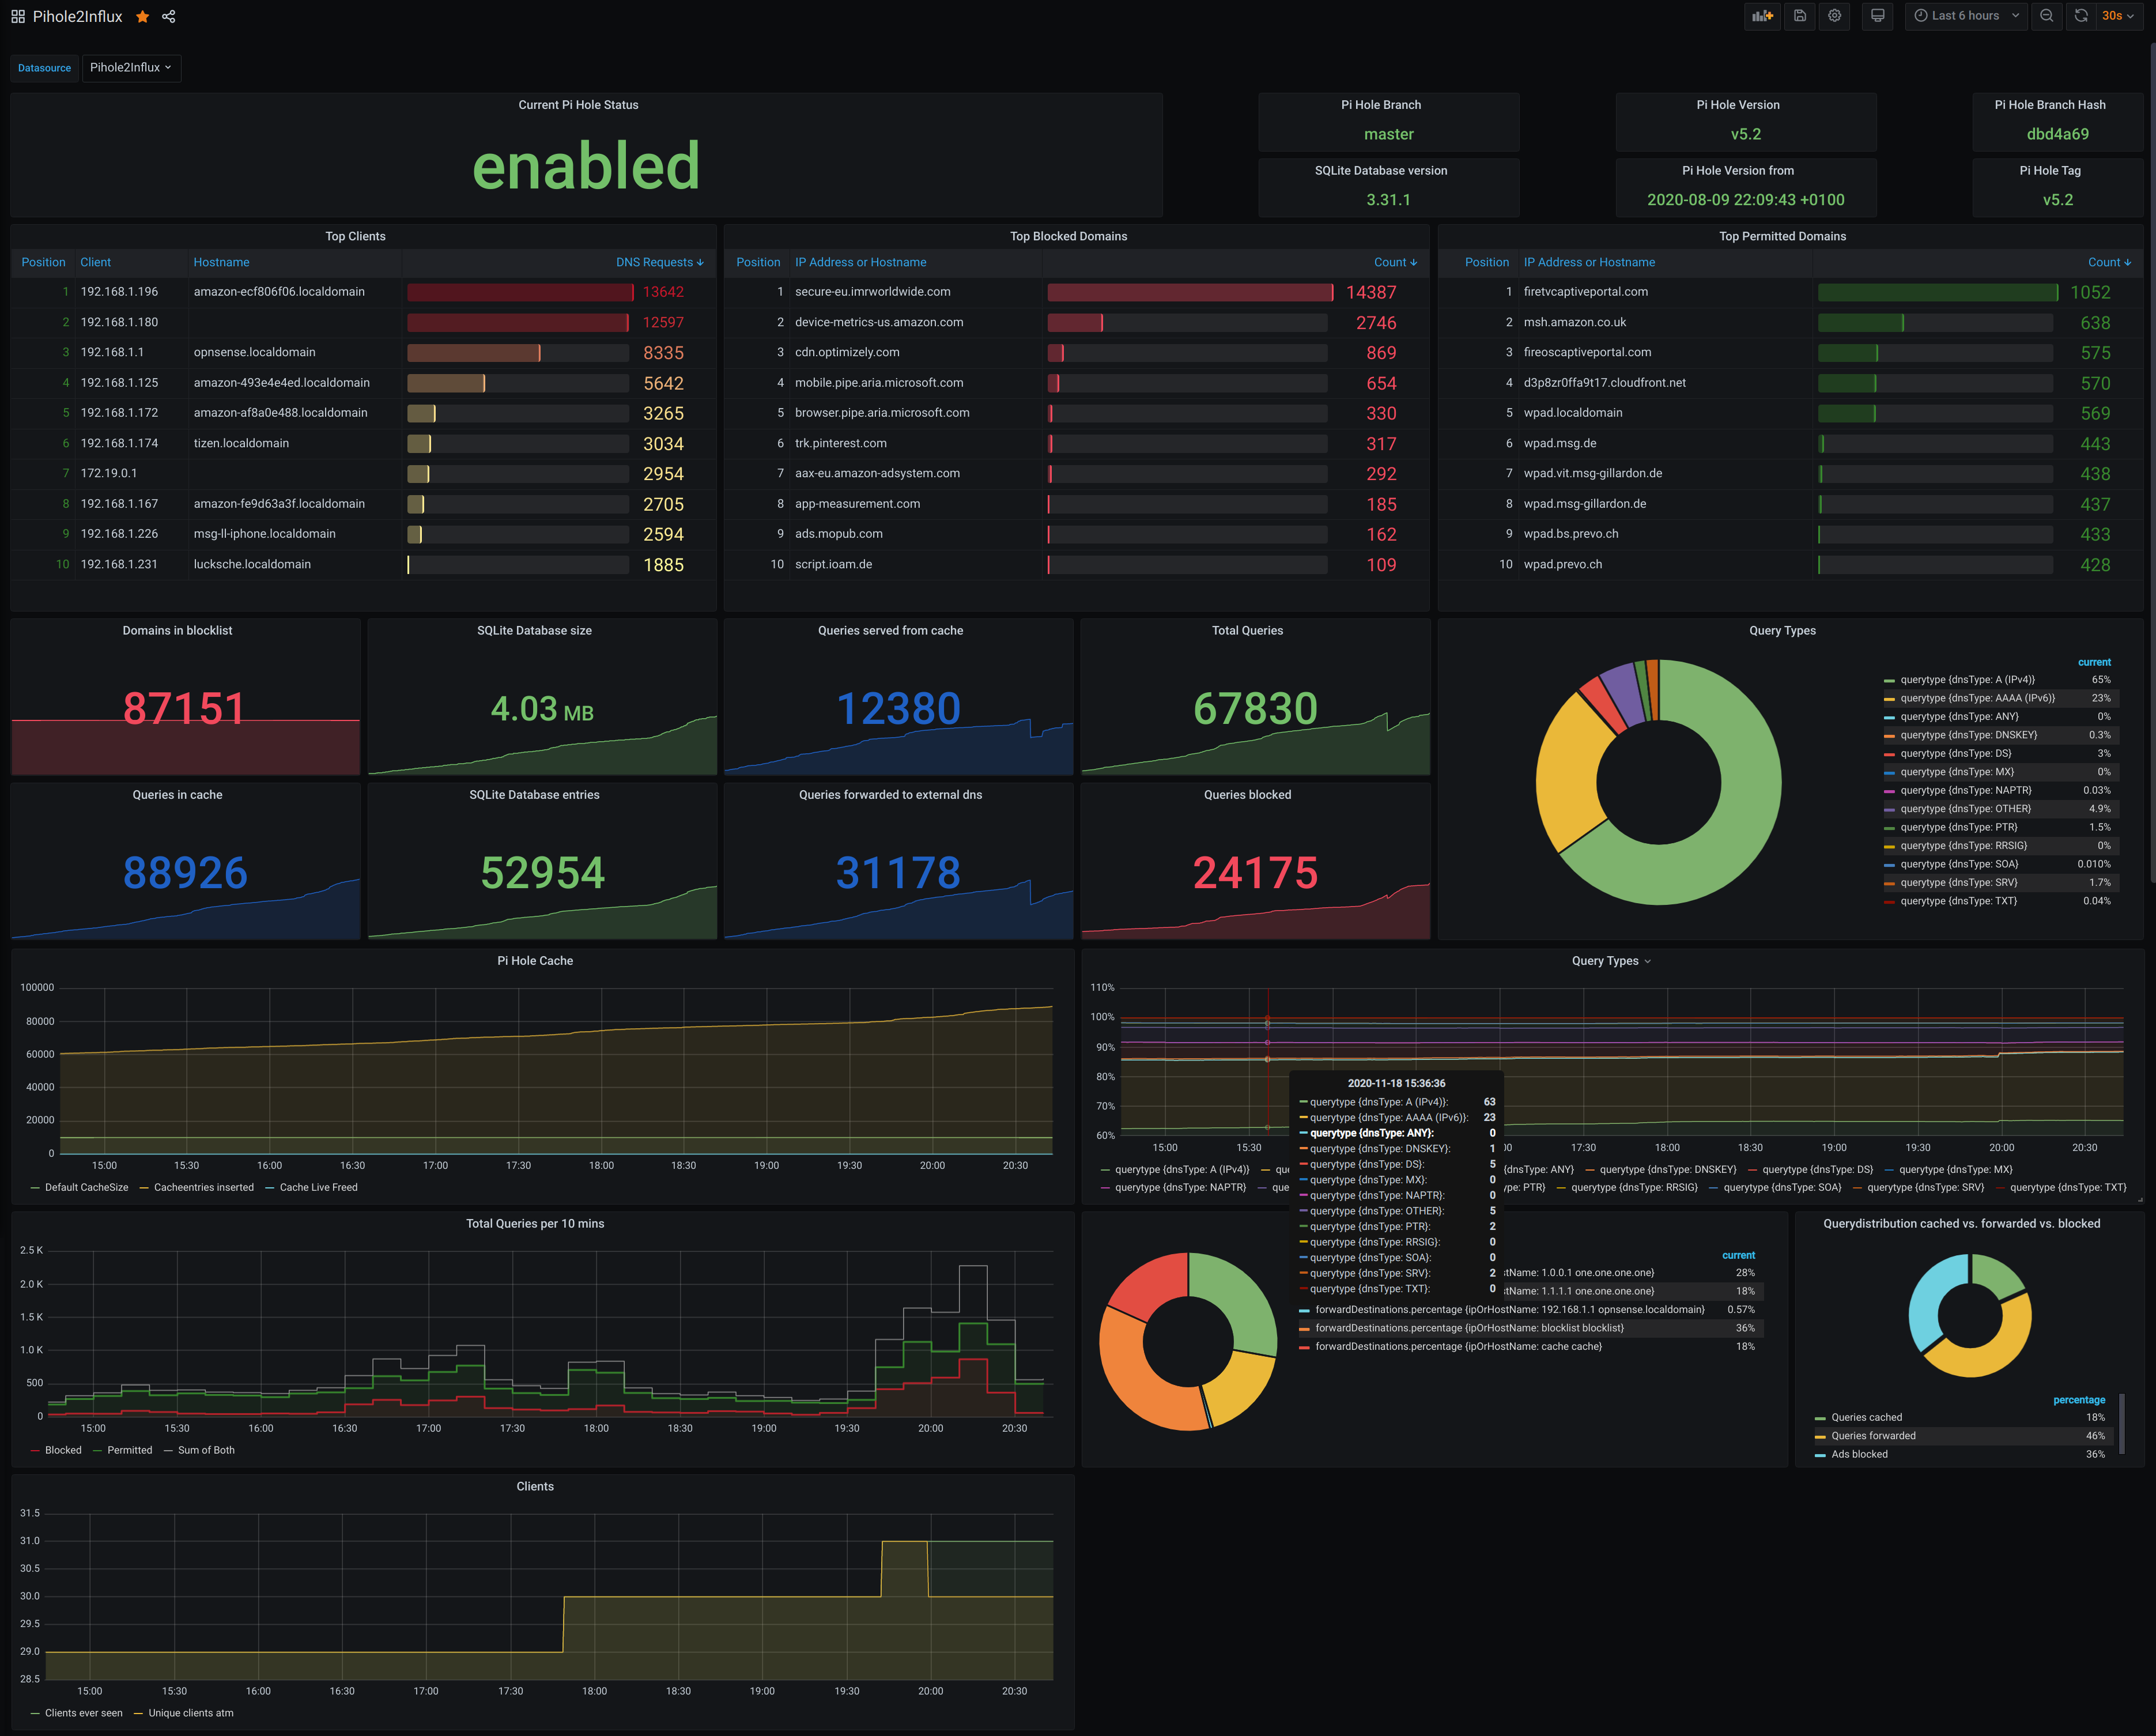 Pihole2Influx
Last 6 hours
30s
Datasource
Pihole2Influx
Current Pi Hole Status
enabled
Pi Hole Branch
master
Pi Hole Version
v5.2
Pi Hole Branch Hash
dbd4a69
SQLite Database version
3.31.1
Pi Hole Version from
2020-08-09 22:09:43 +0100
Pi Hole Tag
v5.2
Top Clients
Position Client Hostname DNS Requests
1 192.168.1.196 amazon-ecf806f06.localdomain 13642
2 192.168.1.180 12597
3 192.168.1.1 opnsense.localdomain 8335
4 192.168.1.125 amazon-493e4e4ed.localdomain 5642
5 192.168.1.172 amazon-af8a0e488.localdomain 3265
6 192.168.1.174 tizen.localdomain 3034
7 172.19.0.1 2954
8 192.168.1.167 amazon-fe9d63a3f.localdomain 2705
9 192.168.1.226 msg-ll-iphone.localdomain 2594
10 192.168.1.231 lucksche.localdomain 1885
Top Blocked Domains
Position IP Address or Hostname Count
1 secure-eu.imrworldwide.com 14387
2 device-metrics-us.amazon.com 2746
3 cdn.optimizely.com 869
4 mobile.pipe.aria.microsoft.com 654
5 browser.pipe.aria.microsoft.com 330
6 trk.pinterest.com 317
7 aax-eu.amazon-adsystem.com 292
8 app-measurement.com 185
9 ads.mopub.com 162
10 script.ioam.de 109
Top Permitted Domains
Position IP Address or Hostname Count
1 firetvcaptiveportal.com 1052
2 msh.amazon.co.uk 638
3 fireoscaptiveportal.com 575
4 d3p8zr0ffa9t17.cloudfront.net 570
5 wpad.localdomain 569
6 wpad.msg.de 443
7 wpad.vit.msg-gillardon.de 438
8 wpad.msg-gillardon.de 437
9 wpad.bs.prevo.ch 433
10 wpad.prevo.ch 428
Domains in blocklist
87151
SQLite Database size
4.03 MB
Queries served from cache
12380
Total Queries
67830
Queries in cache
88926
SQLite Database entries
52954
Queries forwarded to external dns
31178
Queries blocked
24175
Query Types
current
querytype {dnsType: A (IPv4)} 65%
querytype {dnsType: AAAA (IPv6)} 23%
querytype {dnsType: ANY} 0%
querytype {dnsType: DNSKEY} 0.3%
querytype {dnsType: DS} 3%
querytype {dnsType: MX} 0%
querytype {dnsType: NAPTR} 0.03%
querytype {dnsType: OTHER} 4.9%
querytype {dnsType: PTR} 1.5%
querytype {dnsType: RRSIG} 0%
querytype {dnsType: SOA} 0.010%
querytype {dnsType: SRV} 1.7%
querytype {dnsType: TXT} 0.04%
Pi Hole Cache
100000
80000
60000
40000
20000
0
15:00 15:30 16:00 16:30 17:00 17:30 18:00 18:30 19:00 19:30 20:00 20:30
Default CacheSize Cacheentries inserted Cache Live Freed
Query Types
110%
100%
90%
80%
70%
60%
15:00 15:30 00 17:30 18:00 18:30 19:00 19:30 20:00 20:30
querytype {dnsType: A (IPv4)} qu {dnsType: ANY} querytype {dnsType: DNSKEY} querytype {dnsType: DS} querytype {dnsType: MX}
querytype {dnsType: NAPTR} que ype: PTR} querytype {dnsType: RRSIG} querytype {dnsType: SOA} querytype {dnsType: SRV} querytype {dnsType: TXT}
2020-11-18 15:36:36
querytype {dnsType: A (IPv4)}: 63
querytype {dnsType: AAAA (IPv6)}: 23
querytype {dnsType: ANY}: 0
querytype {dnsType: DNSKEY}: 1
querytype {dnsType: DS}: 5
querytype {dnsType: MX}: 0
querytype {dnsType: NAPTR}: 0
querytype {dnsType: OTHER}: 5
querytype {dnsType: PTR}: 2
querytype {dnsType: RRSIG}: 0
querytype {dnsType: SOA}: 0
querytype {dnsType: SRV}: 2
querytype {dnsType: TXT}: 0
Total Queries per 10 mins
2.5 K
2.0 K
1.5 K
1.0 K
500
0
15:00 15:30 16:00 16:30 17:00 17:30 18:00 18:30 19:00 19:30 20:00 20:30
Blocked Permitted Sum of Both
current
stName: 1.0.0.1 one.one.one.one} 28%
stName: 1.1.1.1 one.one.one.one} 18%
forwardDestinations.percentage {ipOrHostName: 192.168.1.1 opnsense.localdomain} 0.57%
forwardDestinations.percentage {ipOrHostName: blocklist blocklist} 36%
forwardDestinations.percentage {ipOrHostName: cache cache} 18%
Querydistribution cached vs. forwarded vs. blocked
percentage
Queries cached 18%
Queries forwarded 46%
Ads blocked 36%
Clients
31.5
31.0
30.5
30.0
29.5
29.0
28.5
15:00 15:30 16:00 16:30 17:00 17:30 18:00 18:30 19:00 19:30 20:00 20:30
Clients ever seen Unique clients atm